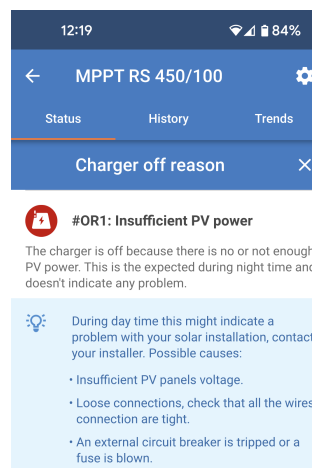 12:19 84%
MPPT RS 450/100
Status History Trends
Charger off reason
#OR1: Insufficient PV power
The charger is off because there is no or not enough
PV power. This is the expected during night time and
doesn't indicate any problem.
During day time this might indicate a
problem with your solar installation, contact
your installer. Possible causes:
• Insufficient PV panels voltage.
• Loose connections, check that all the wires
connection are tight.
• An external circuit breaker is tripped or a
fuse is blown.